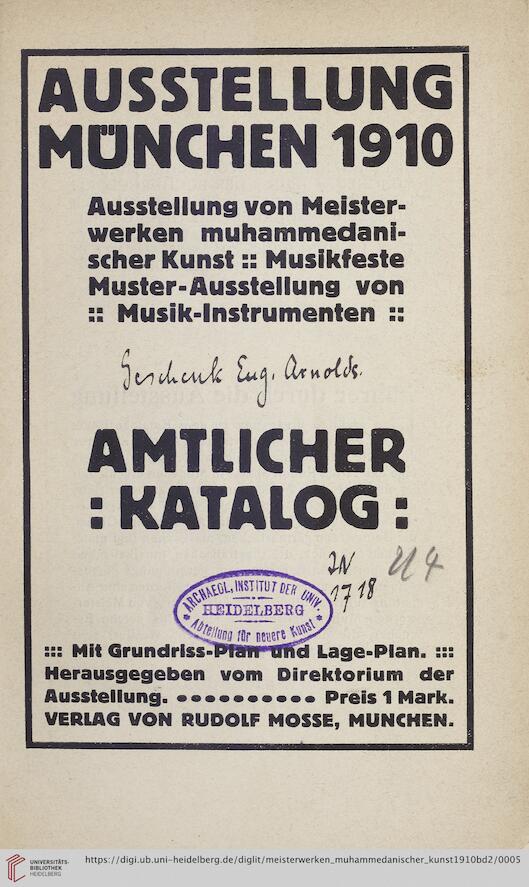 AUSSTELLUNG
MÜNCHEN 1910
Ausstellung von Meister-
werken muhammedani-
scher Kunst :: Musikfeste
Muster-Ausstellung von
:: Musik-Instrumenten ::
Geschenk Eug. Arnolds.
AMTLICHER
: KATALOG :
IN
1718
ARCHAEOL. INSTITUT DER UNIV.
HEIDELBERG
Abteilung für neuere Kunst
::: Mit Grundriss-Plan und Lage-Plan. :::
Herausgegeben vom Direktorium der
Ausstellung. •••••••••• Preis 1 Mark.
VERLAG VON RUDOLF MOSSE, MÜNCHEN.
UNIVERSITÄTS-
BIBLIOTHEK
HEIDELBERG
https://digi.ub.uni-heidelberg.de/diglit/meisterwerken_muhammedanischer_kunst1910bd2/0005